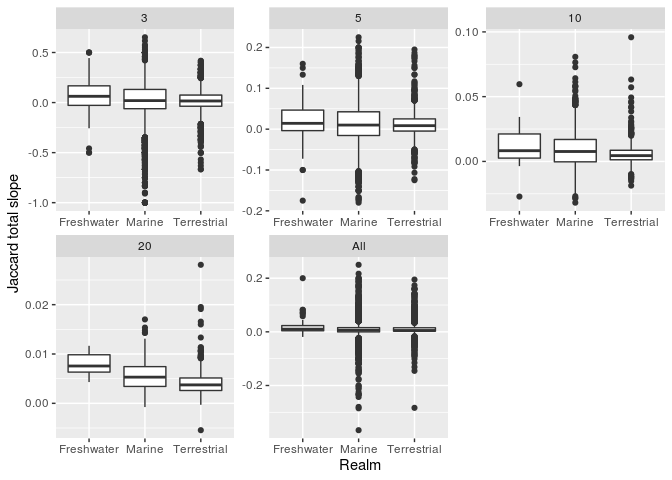 3 5 10
0.5
0.0
-0.5
-1.0
0.2
0.1
0.0
-0.1
-0.2
0.10
0.05
0.00
Freshwater Marine Terrestrial
Freshwater Marine Terrestrial
Freshwater Marine Terrestrial
Jaccard total slope
20 All
0.02
0.01
0.00
0.2
0.0
-0.2
Freshwater Marine Terrestrial
Freshwater Marine Terrestrial
Realm